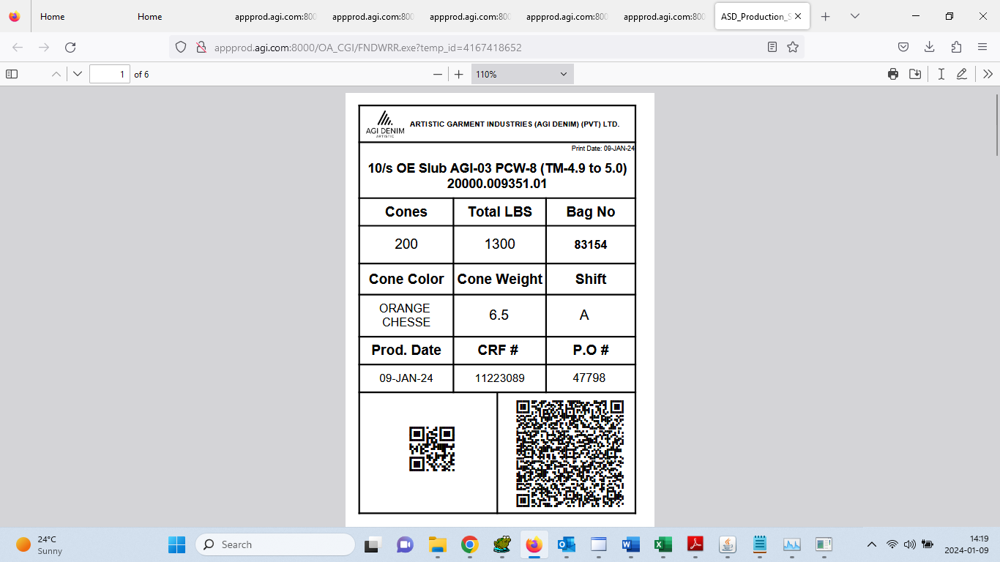 Home
Home
appprod.agi.com:800
appprod.agi.com:800
appprod.agi.com:800
appprod.agi.com:800
appprod.agi.com:800
ASD_Production_S
appprod.agi.com:8000/OA_CGI/FNDWRR.exe?temp_id=4167418652
1 of 6
110%
AGI DENIM
ARTISTIC
ARTISTIC GARMENT INDUSTRIES (AGI DENIM) (PVT) LTD.
Print Date: 09-JAN-24
10/s OE Slub AGI-03 PCW-8 (TM-4.9 to 5.0)
20000.009351.01
Cones Total LBS Bag No
200 1300 83154
Cone Color Cone Weight Shift
ORANGE
CHESSE
6.5 A
Prod. Date CRF # P.O #
09-JAN-24 11223089 47798
24°C
Sunny
Search
14:19
2024-01-09